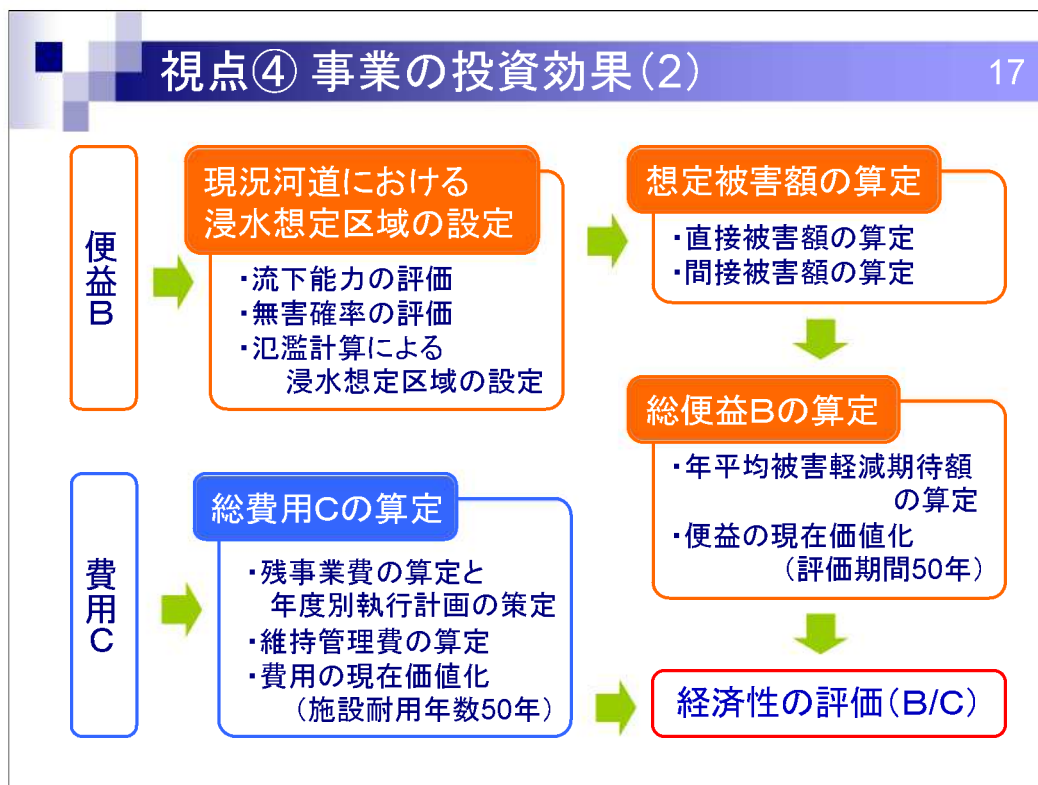 視点④ 事業の投資効果(2)
17
便益B
現況河道における
浸水想定区域の設定
・流下能力の評価
・無害確率の評価
・氾濫計算による
浸水想定区域の設定
想定被害額の算定
・直接被害額の算定
・間接被害額の算定
総便益Bの算定
・年平均被害軽減期待額
の算定
・便益の現在価値化
(評価期間50年)
費用C
総費用Cの算定
・残事業費の算定と
年度別執行計画の策定
・維持管理費の算定
・費用の現在価値化
(施設耐用年数50年)
経済性の評価(B/C)